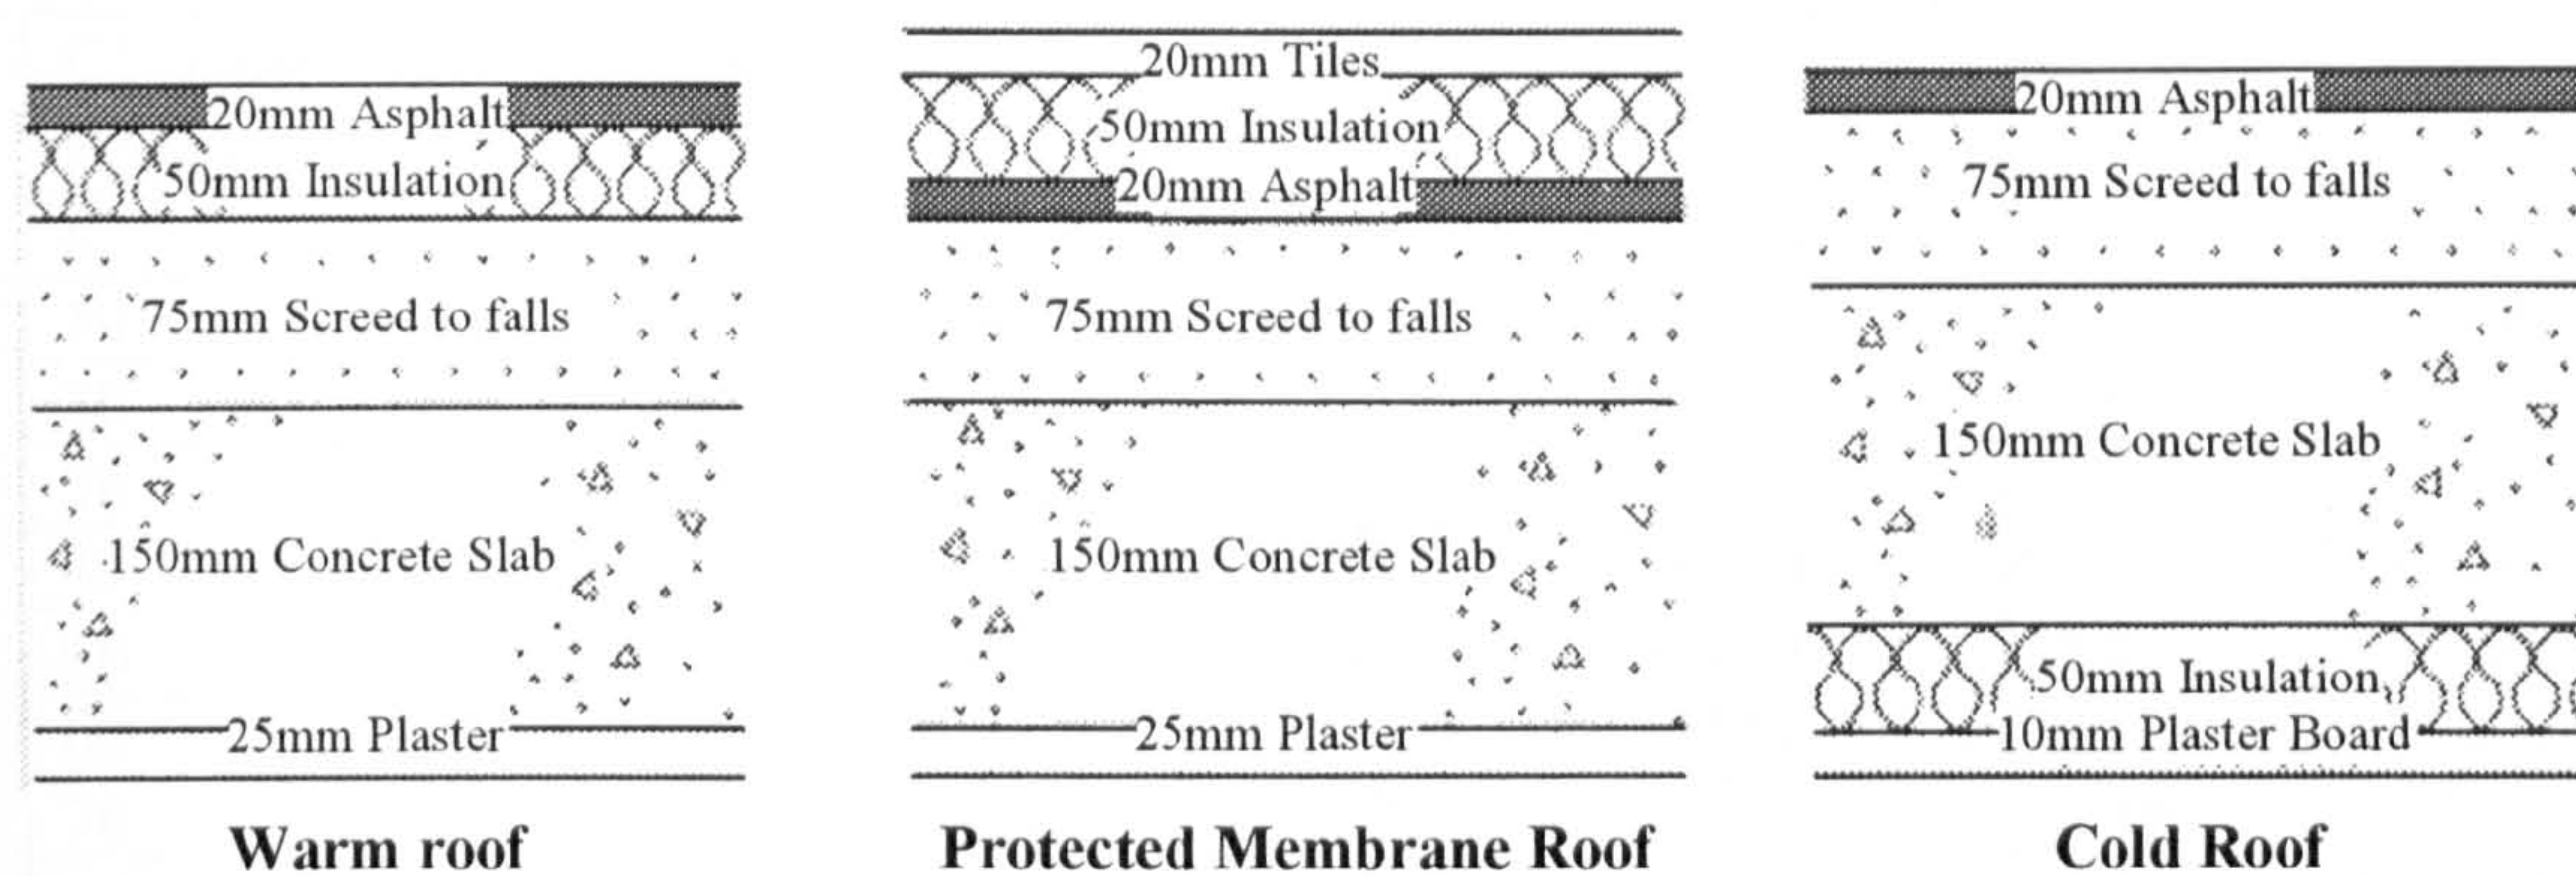 20mm Asphalt
50mm Insulation
75mm Screed to falls
150mm Concrete Slab
25mm Plaster
Warm roof
20mm Tiles
50mm Insulation
20mm Asphalt
75mm Screed to falls
150mm Concrete Slab
25mm Plaster
Protected Membrane Roof
20mm Asphalt
75mm Screed to falls
150mm Concrete Slab
50mm Insulation
10mm Plaster Board
Cold Roof